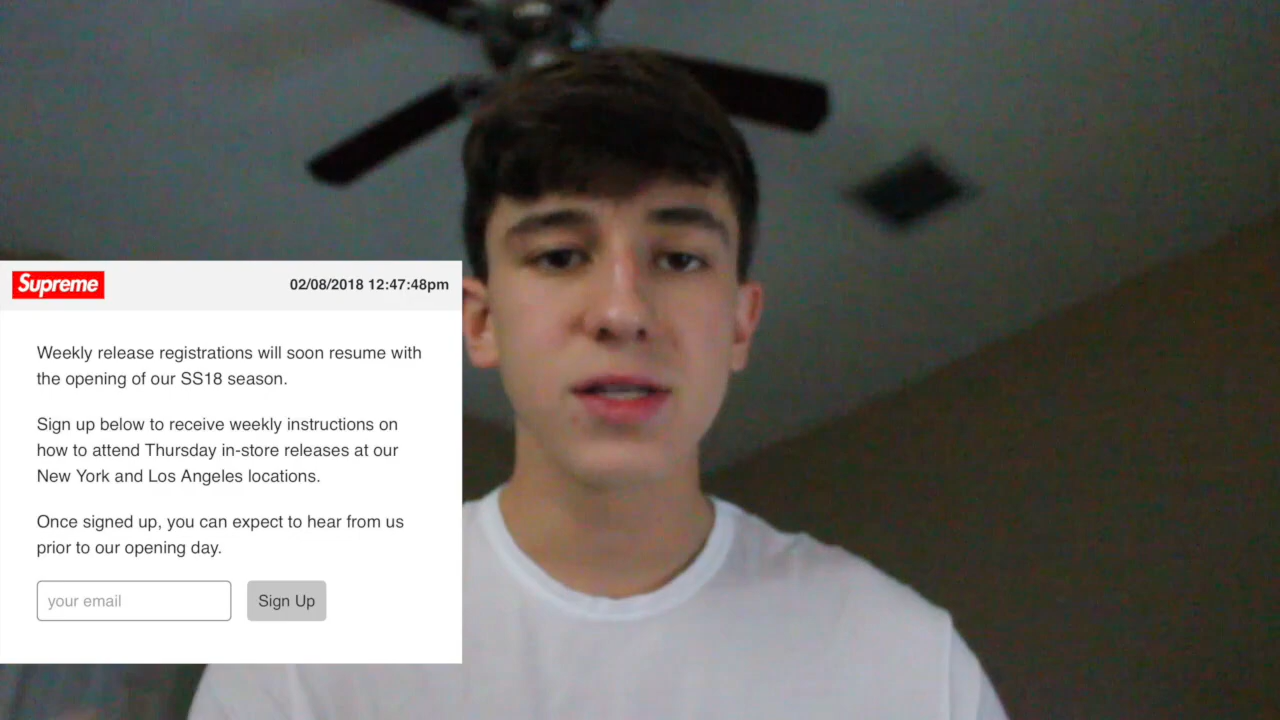 Supreme
02/08/2018 12:47:48pm
Weekly release registrations will soon resume with
the opening of our SS18 season.
Sign up below to receive weekly instructions on
how to attend Thursday in-store releases at our
New York and Los Angeles locations.
Once signed up, you can expect to hear from us
prior to our opening day.
your email
Sign Up